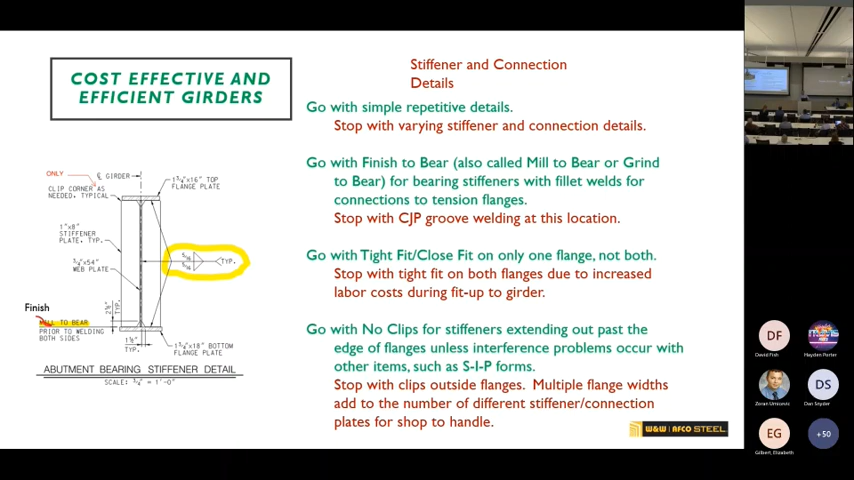 COST EFFECTIVE AND
EFFICIENT GIRDERS
Stiffener and Connection
Details
Go with simple repetitive details.
Stop with varying stiffener and connection details.
Go with Finish to Bear (also called Mill to Bear or Grind
to Bear) for bearing stiffeners with fillet welds for
connections to tension flanges.
Stop with CJP groove welding at this location.
Go with Tight Fit/Close Fit on only one flange, not both.
Stop with tight fit on both flanges due to increased
labor costs during fit-up to girder.
Go with No Clips for stiffeners extending out past the
edge of flanges unless interference problems occur with
other items, such as S-I-P forms.
Stop with clips outside flanges. Multiple flange widths
add to the number of different stiffener/connection
plates for shop to handle.
ONLY
℄ GIRDER
CLIP CORNER AS
NEEDED, TYPICAL
1¾"x16" TOP
FLANGE PLATE
1"x8"
STIFFENER
PLATE, TYP.
WEB PLATE
5/16
5/16
TYP.
Finish
MILL TO BEAR
PRIOR TO WELDING
BOTH SIDES
TYP.
1½"
TYP.
1¾"x18" BOTTOM
FLANGE PLATE
ABUTMENT BEARING STIFFENER DETAIL
SCALE: ¾" = 1'-0"
W&W | AFCO STEEL
DF
David Fish
Hayden Porter
DS
Dan Snyder
EG
Gilbert, Elizabeth
+50